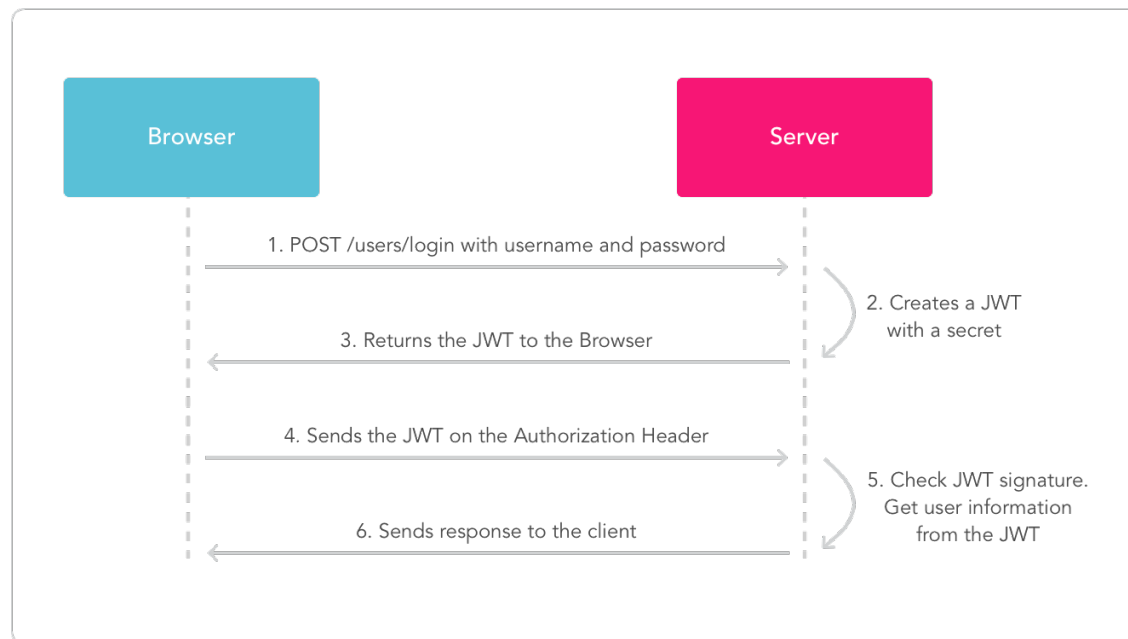 Browser
Server
1. POST /users/login with username and password
2. Creates a JWT
with a secret
3. Returns the JWT to the Browser
4. Sends the JWT on the Authorization Header
5. Check JWT signature.
Get user information
from the JWT
6. Sends response to the client